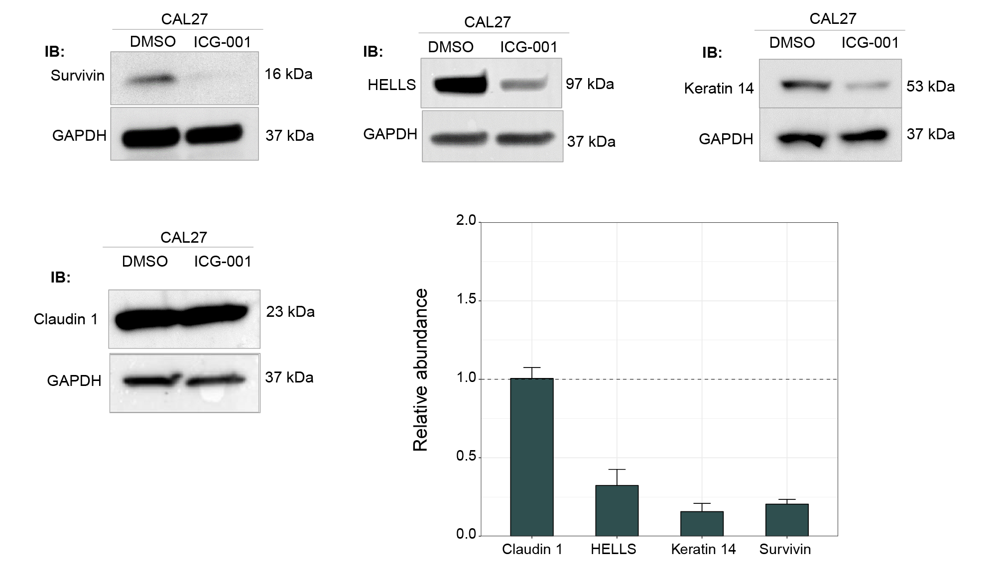 CAL27
DMSO ICG-001
IB:
Survivin 16 kDa
GAPDH 37 kDa
CAL27
DMSO ICG-001
IB:
HELLS 97 kDa
GAPDH 37 kDa
CAL27
DMSO ICG-001
IB:
Keratin 14 53 kDa
GAPDH 37 kDa
CAL27
DMSO ICG-001
IB:
Claudin 1 23 kDa
GAPDH 37 kDa
Relative abundance
2.0
1.5
1.0
0.5
0.0
Claudin 1 HELLS Keratin 14 Survivin